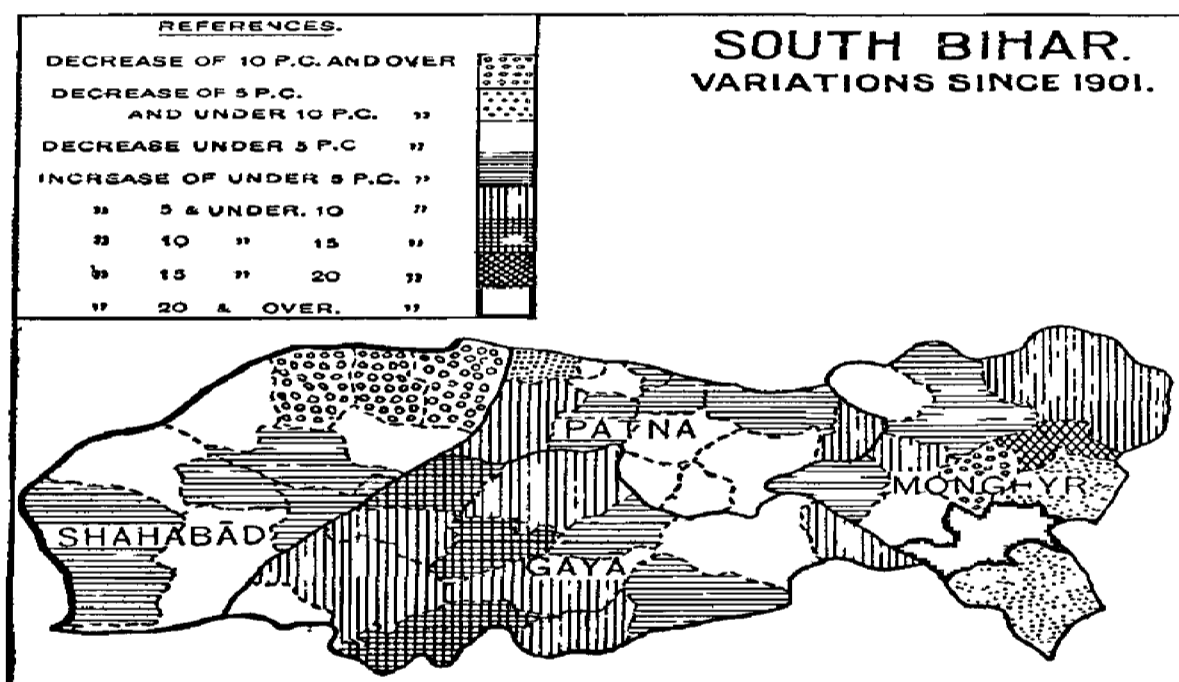 REFERENCES.
DECREASE OF 10 P.C. AND OVER
DECREASE OF 5 P.C.
AND UNDER 10 P.C. "
DECREASE UNDER 5 P.C "
INCREASE OF UNDER 5 P.C. "
" 5 & UNDER. 10 "
" 10 " 15 "
" 15 " 20 "
" 20 & OVER. "
SOUTH BIHAR.
VARIATIONS SINCE 1901.
PATNA
MONGHYR
SHAHABĀD
GAYA